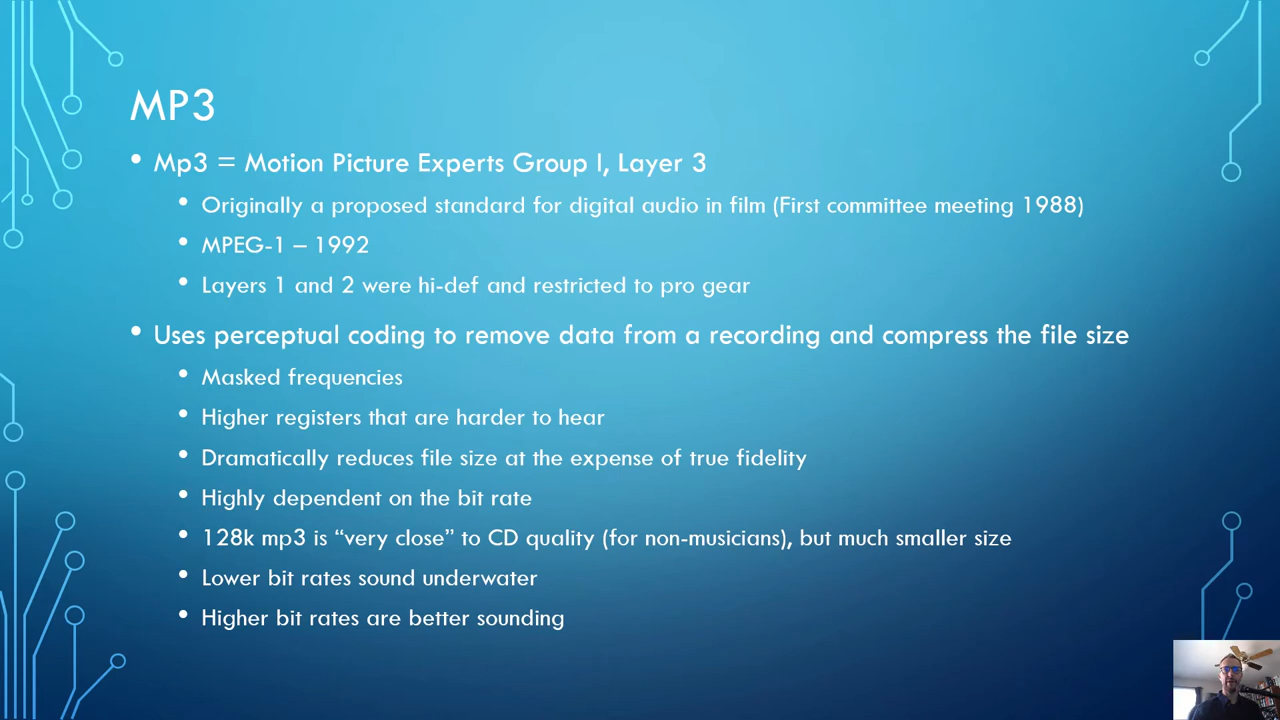 MP3
• Mp3 = Motion Picture Experts Group I, Layer 3
• Originally a proposed standard for digital audio in film (First committee meeting 1988)
• MPEG-1 – 1992
• Layers 1 and 2 were hi-def and restricted to pro gear
• Uses perceptual coding to remove data from a recording and compress the file size
• Masked frequencies
• Higher registers that are harder to hear
• Dramatically reduces file size at the expense of true fidelity
• Highly dependent on the bit rate
• 128k mp3 is “very close” to CD quality (for non-musicians), but much smaller size
• Lower bit rates sound underwater
• Higher bit rates are better sounding